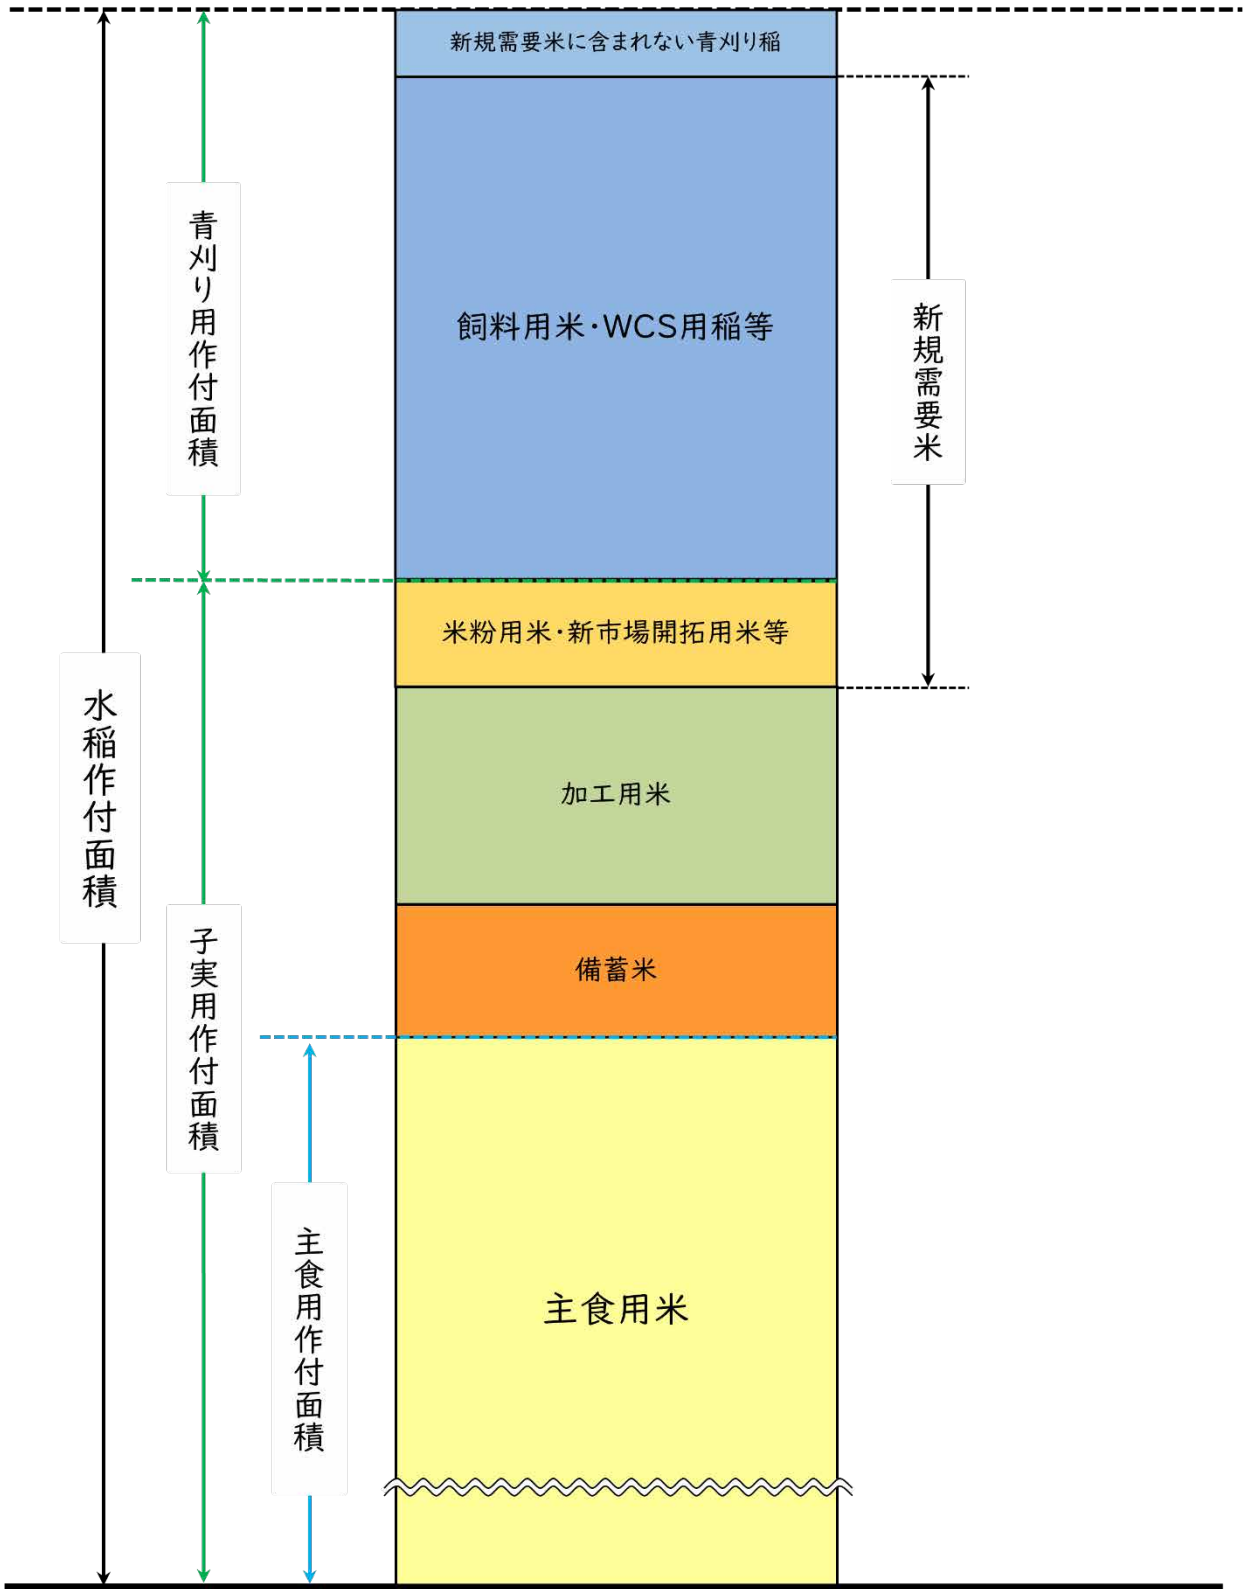 新規需要米に含まれない青刈り稲
青刈り用作付面積
飼料用米・WCS用稲等
新規需要米
米粉用米・新市場開拓用米等
水稲作付面積
加工用米
子実用作付面積
備蓄米
主食用作付面積
主食用米